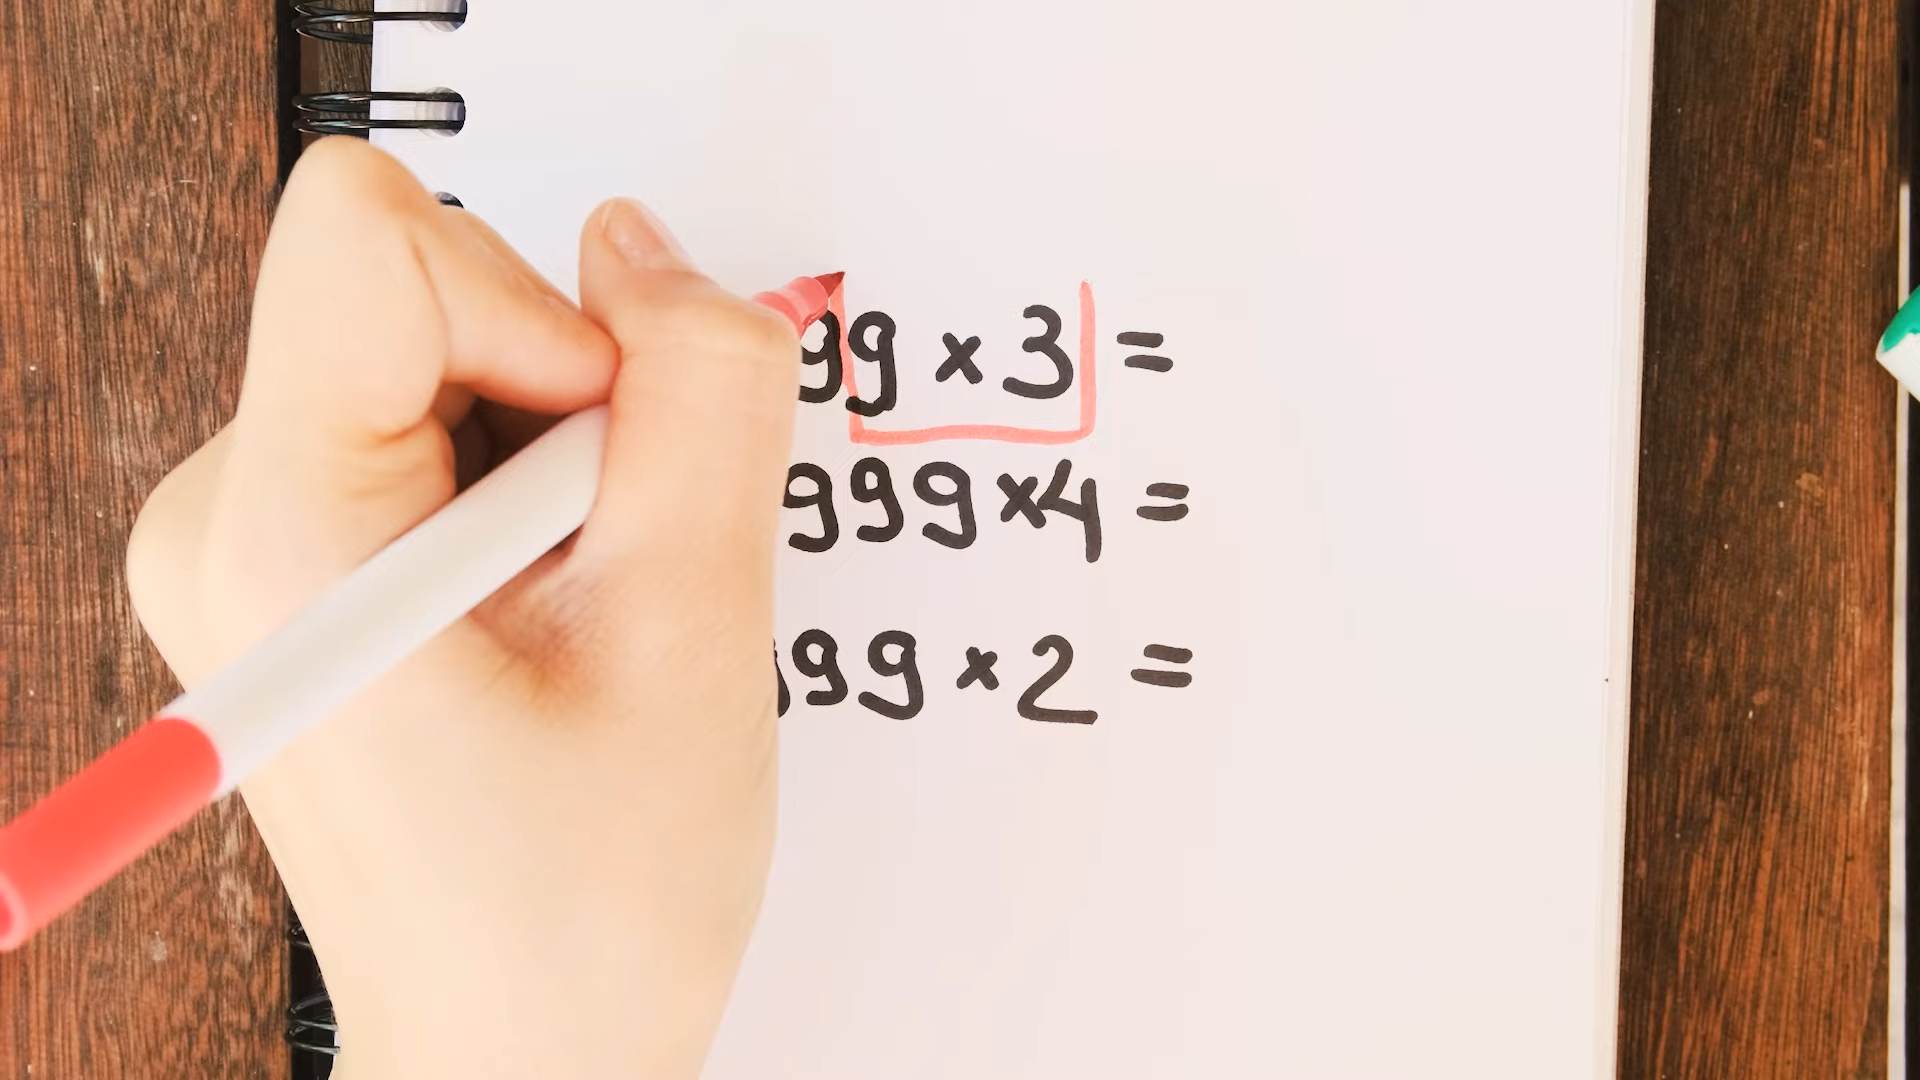 99 × 3 =
999 × 4 =
99 × 2 =